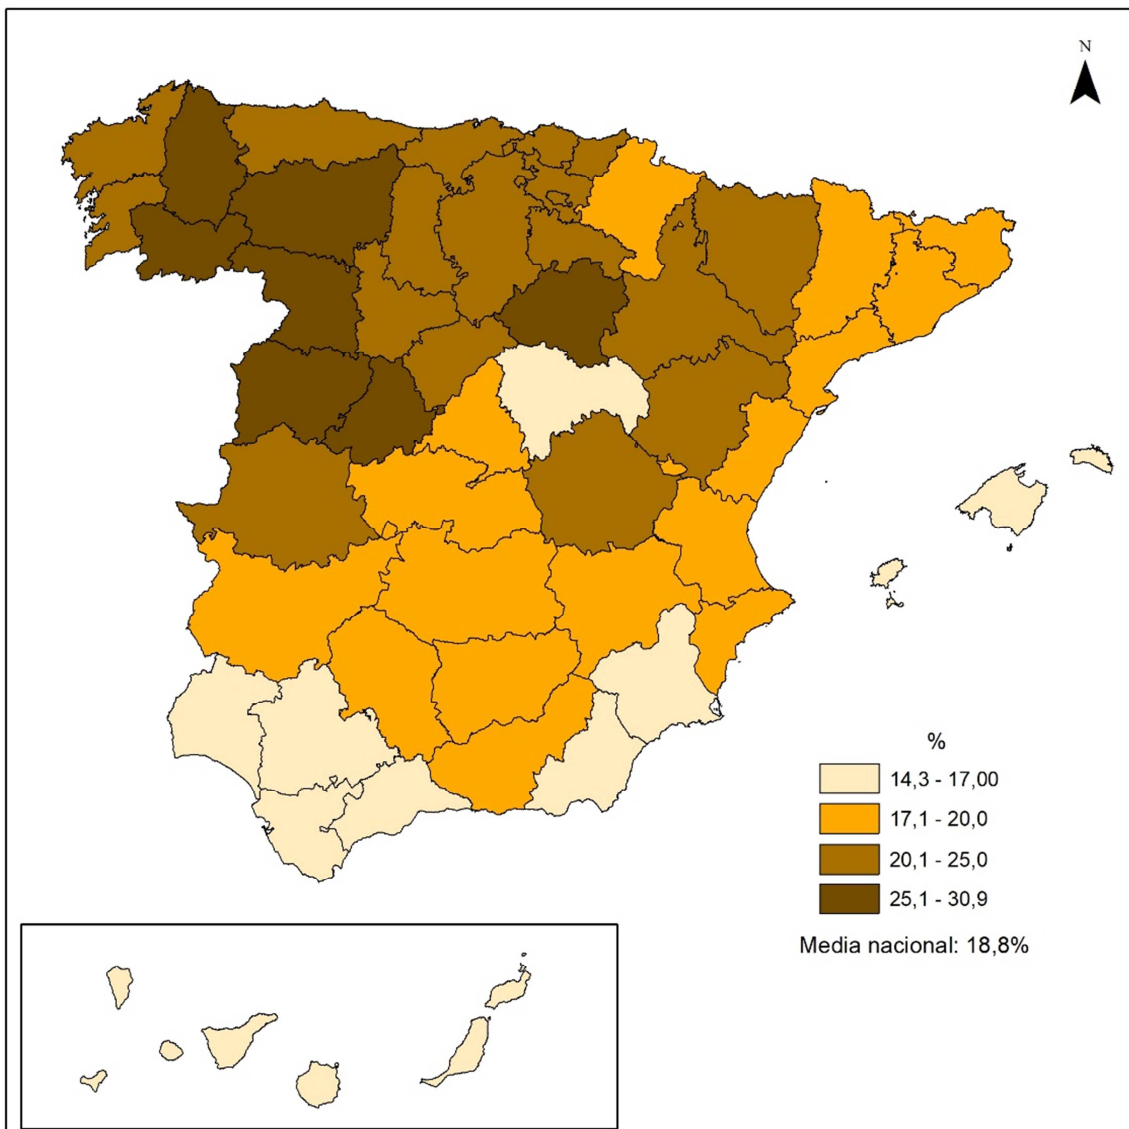 N
%
14,3 - 17,00
17,1 - 20,0
20,1 - 25,0
25,1 - 30,9
Media nacional: 18,8%